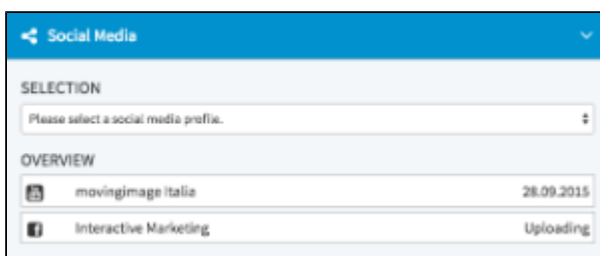 Social Media
SELECTION
Please select a social media profile.
OVERVIEW
movingimage Italia 28.09.2015
Interactive Marketing Uploading